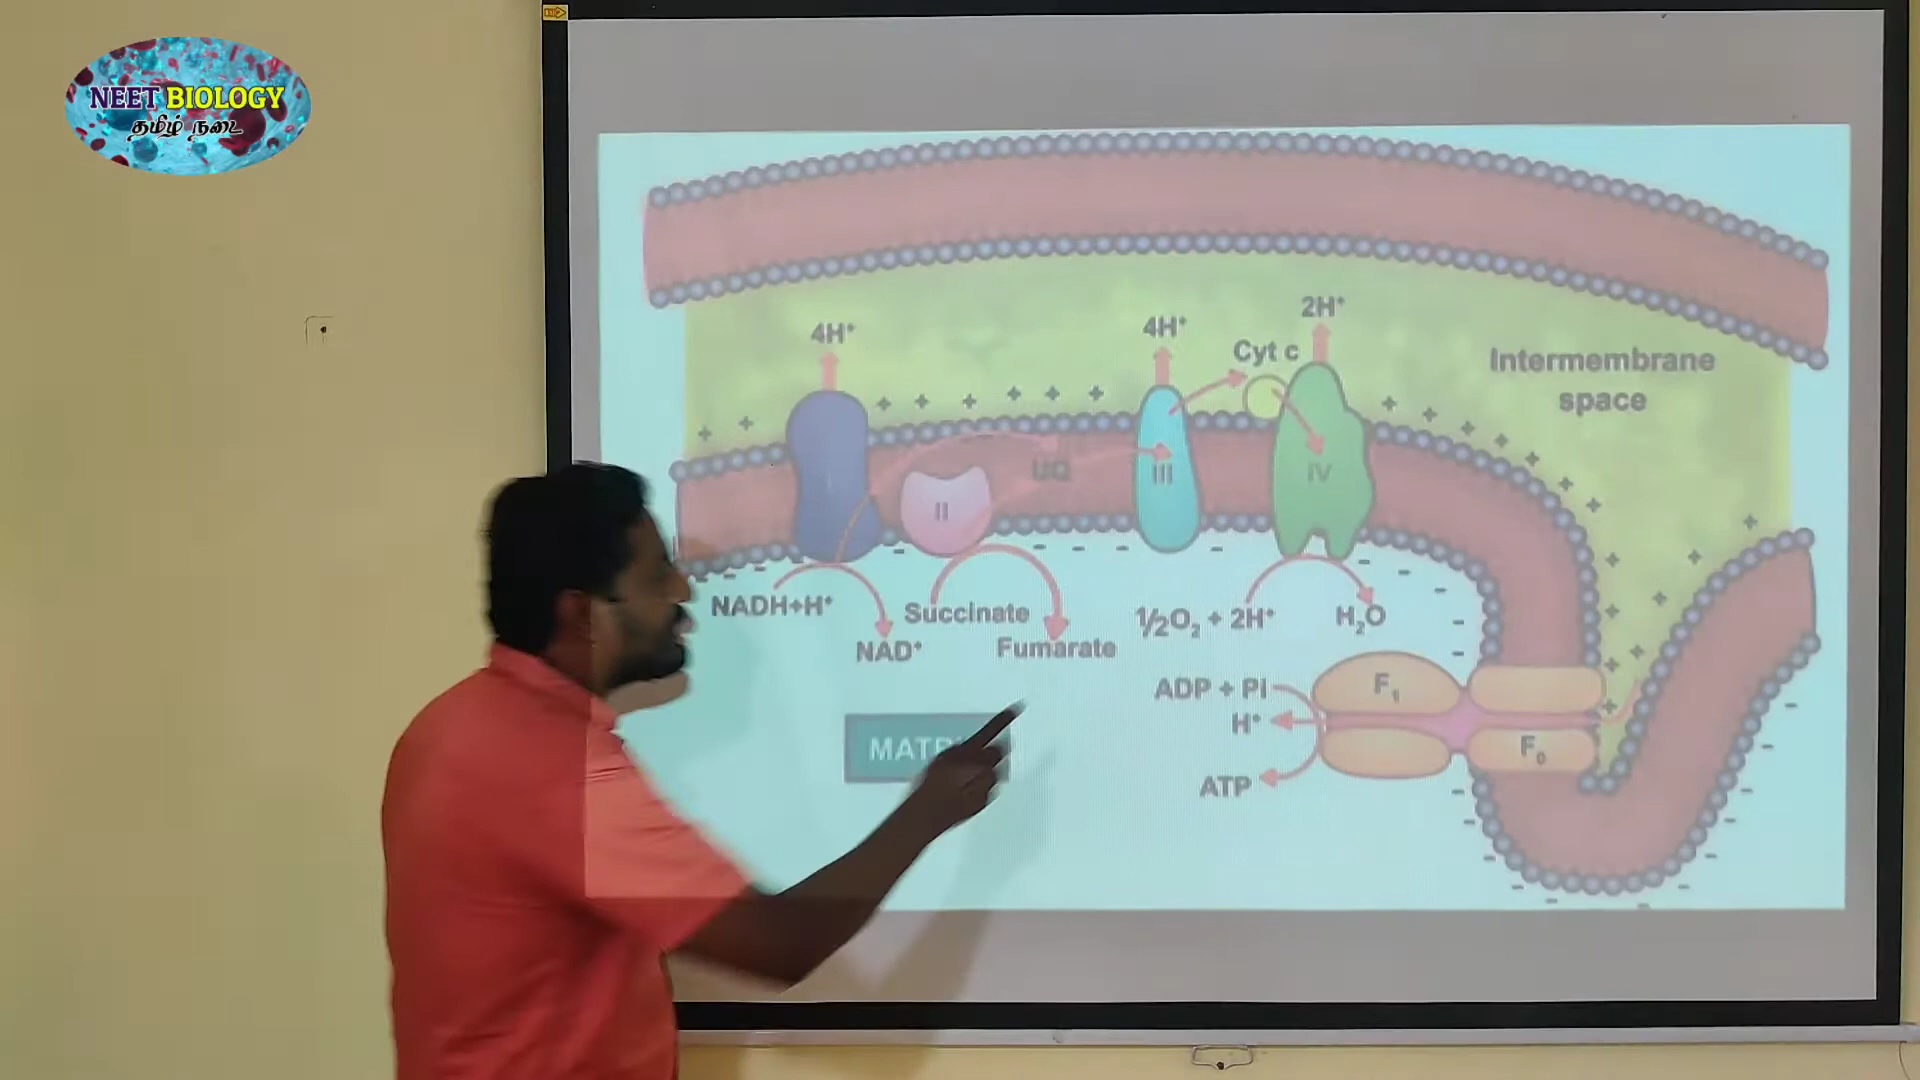 NEET BIOLOGY
தமிழ் நடை
2H⁺
4H⁺
4H⁺
Cyt c
Intermembrane
space
I
II
UQ
III
IV
NADH+H⁺
NAD⁺
Succinate
Fumarate
½O₂ + 2H⁺
H₂O
ADP + Pi
F₁
H⁺
F₀
ATP